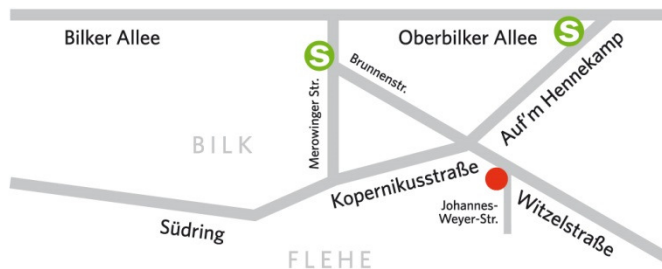 Bilker Allee
Oberbilker Allee
S
S
Brunnenstr.
Auf'm Hennekamp
Merowinger Str.
BILK
Kopernikusstraße
Johannes-
Weyer-Str.
Witzelstraße
Südring
FLEHE